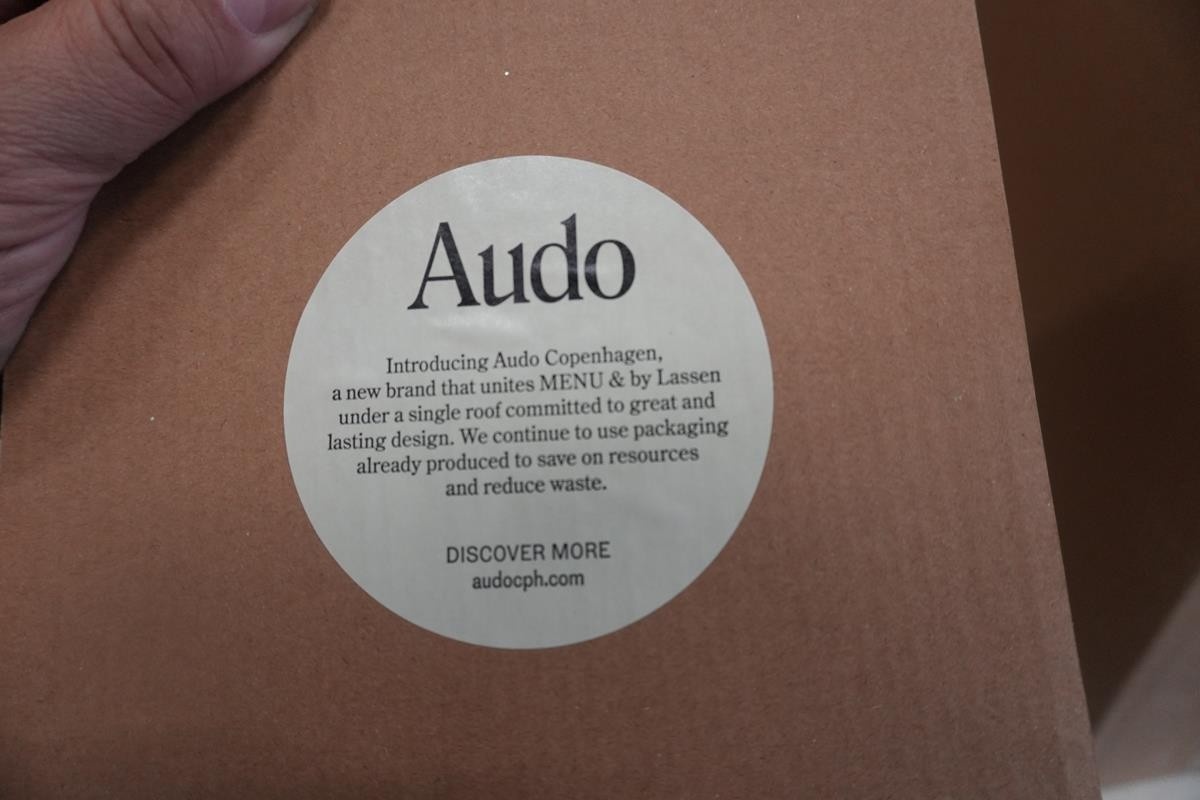 Audo
Introducing Audo Copenhagen,
a new brand that unites MENU & by Lassen
under a single roof committed to great and
lasting design. We continue to use packaging
already produced to save on resources
and reduce waste.
DISCOVER MORE
audocph.com